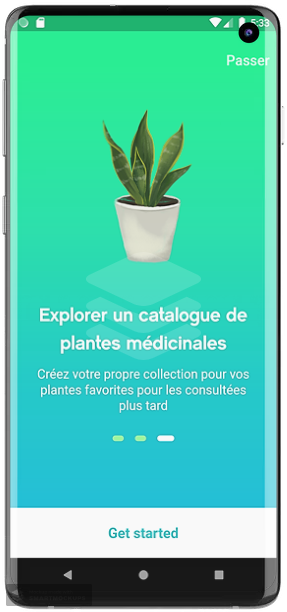 5:33
Passer
Explorer un catalogue de
plantes médicinales
Créez votre propre collection pour vos
plantes favorites pour les consultées
plus tard
Get started